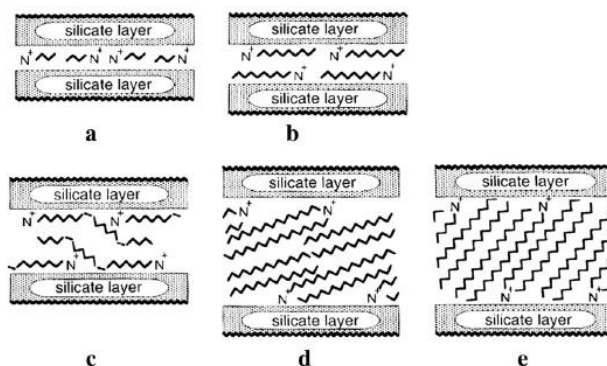 silicate layer
N+ N+ N+ N+
silicate layer
a
silicate layer
N+ N+
N+ N+
silicate layer
b
silicate layer
N+ N+
N+ N+
silicate layer
c
silicate layer
N+ N+
N+ N+
silicate layer
d
silicate layer
N+ N+
N+
silicate layer
e